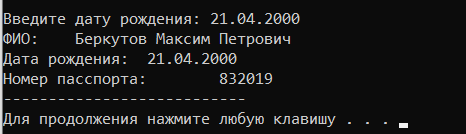 Введите дату рождения: 21.04.2000
ФИО:    Беркутов Максим Петрович
Дата рождения:  21.04.2000
Номер паспорта:         832019
---------------------------
Для продолжения нажмите любую клавишу . . .